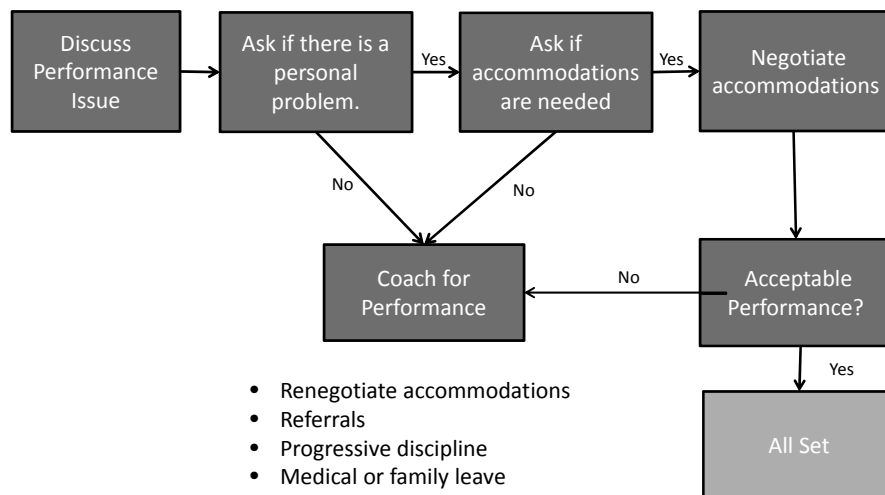 Discuss
Performance
Issue
Ask if there is a
personal
problem.
Yes
Ask if
accommodations
are needed
Yes
Negotiate
accommodations
No
No
Coach for
Performance
No
Acceptable
Performance?
Yes
• Renegotiate accommodations
• Referrals
• Progressive discipline
• Medical or family leave
All Set